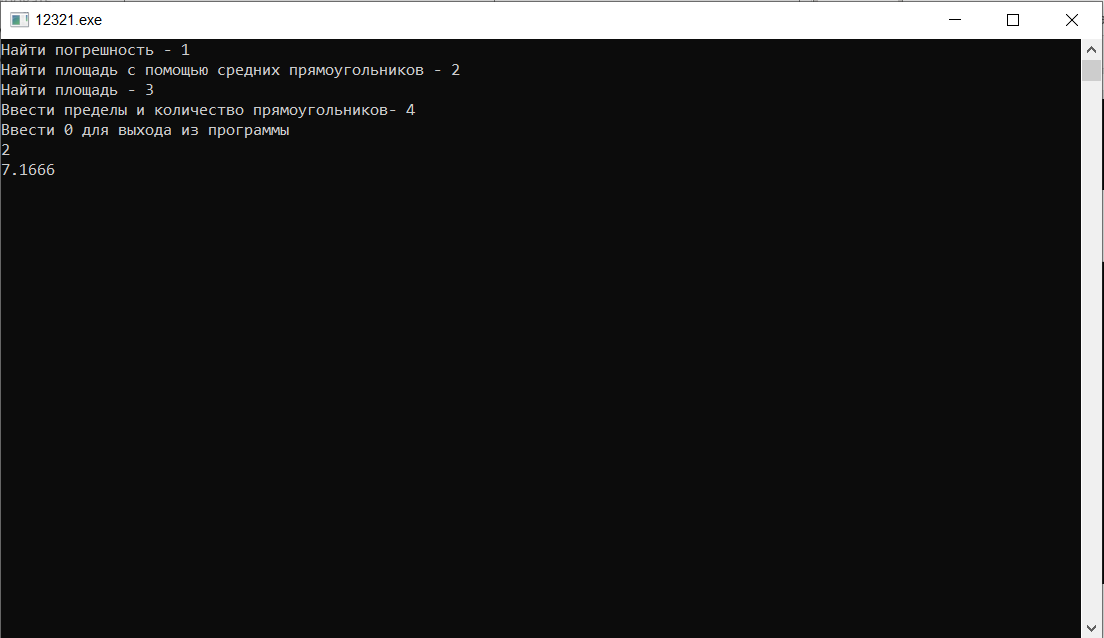 12321.exe
Найти погрешность - 1
Найти площадь с помощью средних прямоугольников - 2
Найти площадь - 3
Ввести пределы и количество прямоугольников- 4
Ввести 0 для выхода из программы
2
7.1666